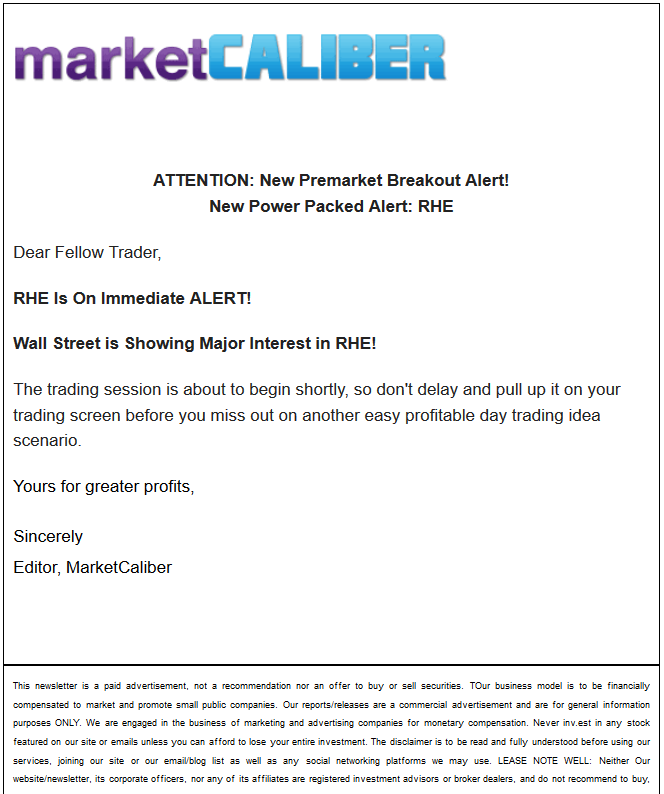 marketCALIBER
ATTENTION: New Premarket Breakout Alert!
New Power Packed Alert: RHE
Dear Fellow Trader,
RHE Is On Immediate ALERT!
Wall Street is Showing Major Interest in RHE!
The trading session is about to begin shortly, so don't delay and pull up it on your
trading screen before you miss out on another easy profitable day trading idea
scenario.
Yours for greater profits,
Sincerely
Editor, MarketCaliber
This newsletter is a paid advertisement, not a recommendation nor an offer to buy or sell securities. TOur business model is to be financially
compensated to market and promote small public companies. Our reports/releases are a commercial advertisement and are for general information
purposes ONLY. We are engaged in the business of marketing and advertising companies for monetary compensation. Never inv.est in any stock
featured on our site or emails unless you can afford to lose your entire investment. The disclaimer is to be read and fully understood before using our
services, joining our site or our email/blog list as well as any social networking platforms we may use. LEASE NOTE WELL: Neither Our
website/newsletter, its corporate officers, nor any of its affiliates are registered investment advisors or broker dealers, and do not recommend to buy,